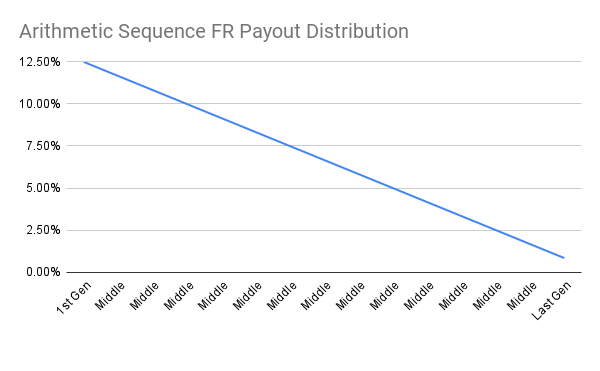 Arithmetic Sequence FR Payout Distribution
12.50%
10.00%
7.50%
5.00%
2.50%
0.00%
1st Gen
Middle
Middle
Middle
Middle
Middle
Middle
Middle
Middle
Middle
Middle
Middle
Middle
Middle
Last Gen